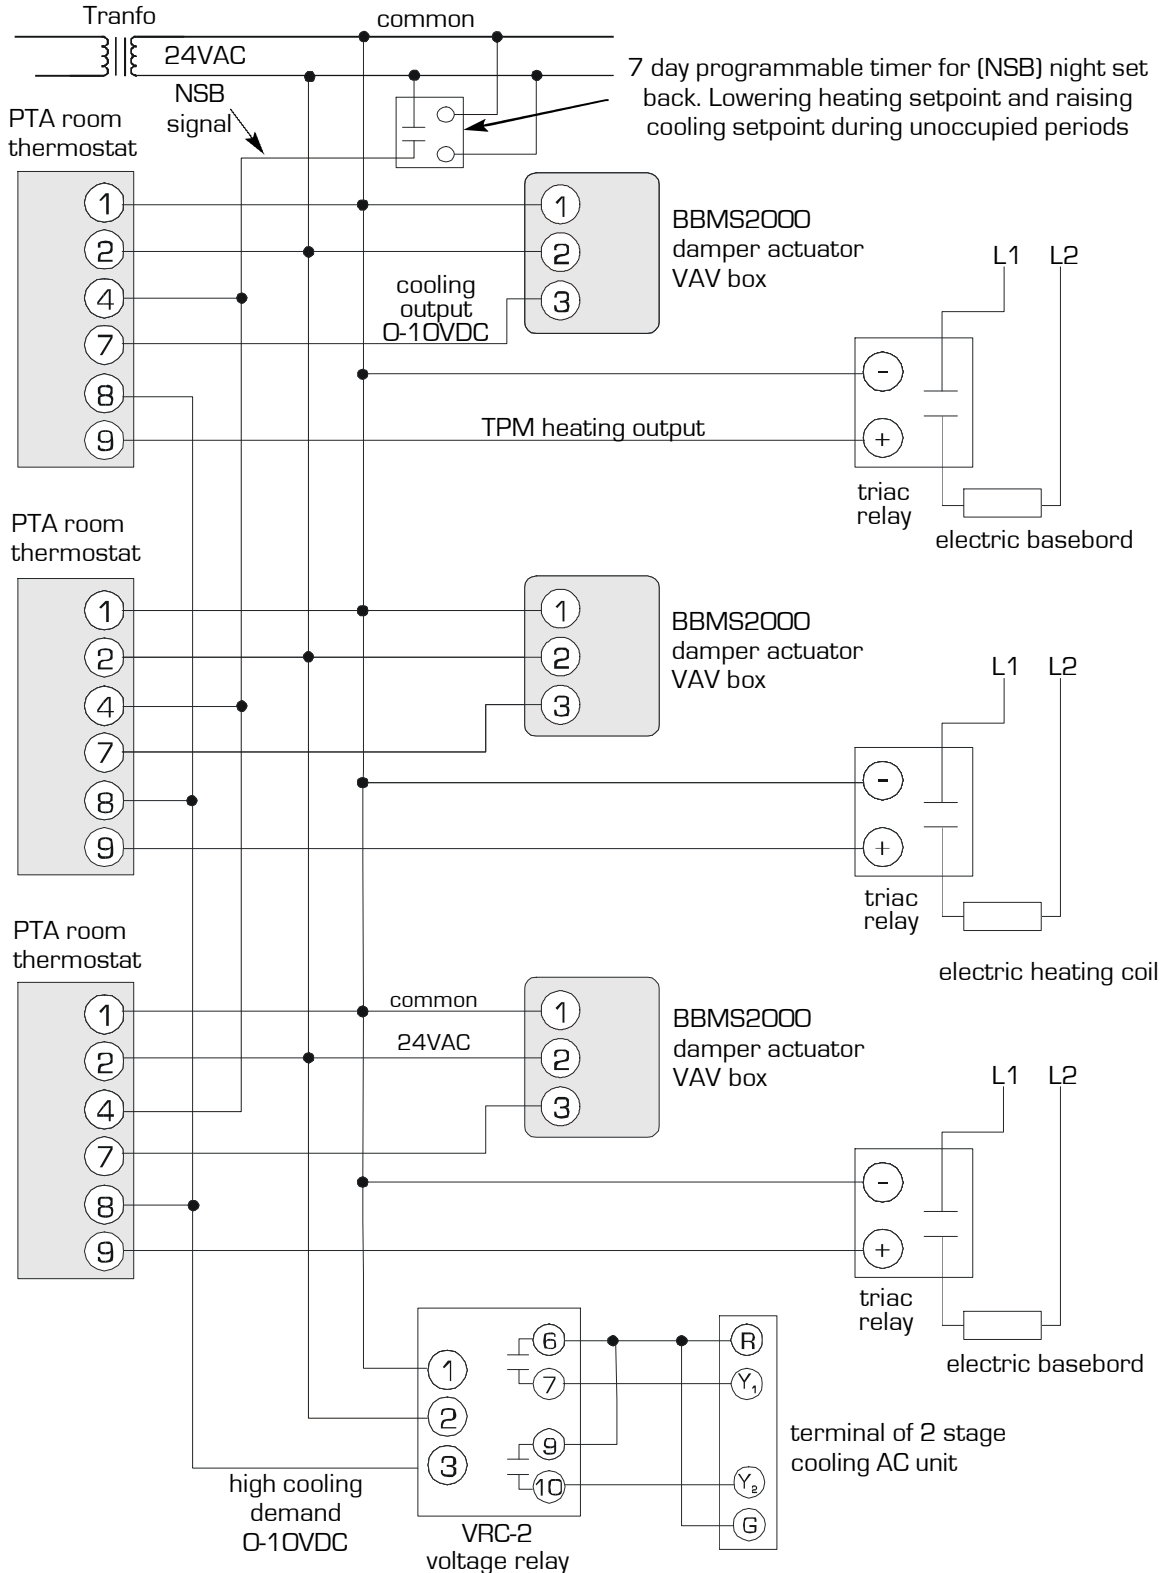 Tranfo
common
24VAC
NSB
signal
7 day programmable timer for (NSB) night set
back. Lowering heating setpoint and raising
cooling setpoint during unoccupied periods
PTA room
thermostat
1
2
4
7
8
9
cooling
output
0-10VDC
1
2
3
BBMS2000
damper actuator
VAV box
L1 L2
-
+
TPM heating output
triac
relay
electric basebord
PTA room
thermostat
1
2
4
7
8
9
1
2
3
BBMS2000
damper actuator
VAV box
L1 L2
-
+
triac
relay
electric heating coil
PTA room
thermostat
1
2
4
7
8
9
common
24VAC
1
2
3
BBMS2000
damper actuator
VAV box
L1 L2
-
+
triac
relay
electric basebord
1
2
3
6
7
9
10
R
Y1
Y2
G
terminal of 2 stage
cooling AC unit
high cooling
demand
0-10VDC
VRC-2
voltage relay